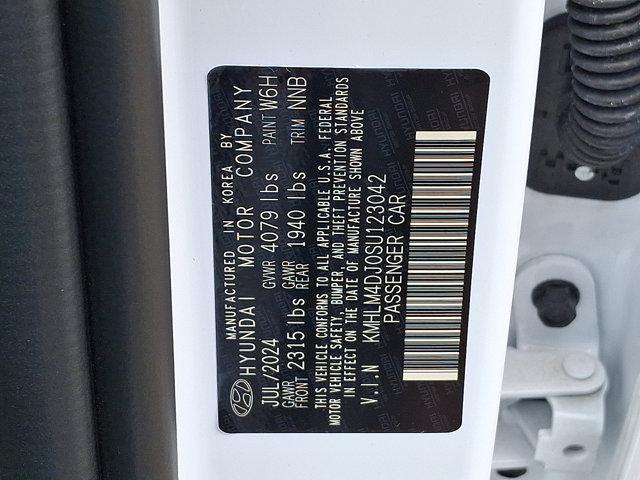 MANUFACTURED IN KOREA BY
HYUNDAI MOTOR COMPANY
JUL/2024 GVWR 4079 lbs PAINT W6H
GAWR FRONT 2315 lbs GAWR REAR 1940 lbs TRIM NNB
THIS VEHICLE CONFORMS TO ALL APPLICABLE U.S.A. FEDERAL
MOTOR VEHICLE SAFETY, BUMPER, AND THEFT PREVENTION STANDARDS
IN EFFECT ON THE DATE OF MANUFACTURE SHOWN ABOVE
V.I.N KMHLM4DJ0SU123042
PASSENGER CAR